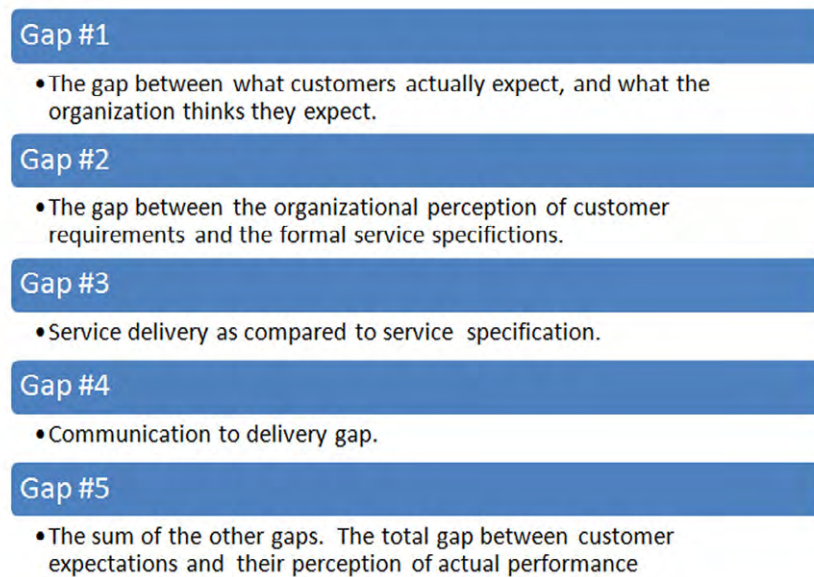 Gap #1
•The gap between what customers actually expect, and what the
organization thinks they expect.
Gap #2
•The gap between the organizational perception of customer
requirements and the formal service specifictions.
Gap #3
•Service delivery as compared to service specification.
Gap #4
•Communication to delivery gap.
Gap #5
•The sum of the other gaps. The total gap between customer
expectations and their perception of actual performance